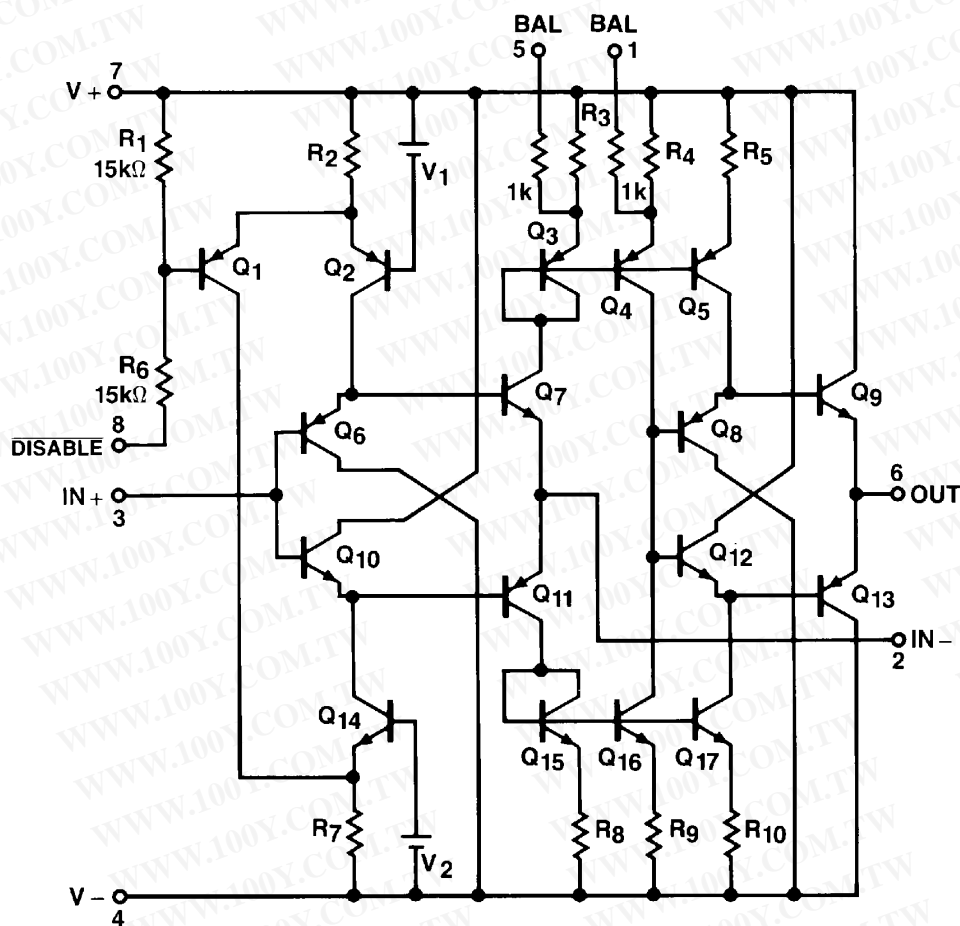 BAL BAL
5 1
7
V+
R1
15kΩ
R2
V1
R3
R4
R5
1k
1k
Q1
Q2
Q3
Q4
Q5
R6
15kΩ
8
DISABLE
Q6
Q7
Q8
Q9
IN+
3
6
OUT
Q10
Q11
Q12
Q13
IN−
2
Q14
Q15
Q16
Q17
R7
V2
R8
R9
R10
V−
4
WWW.100Y.COM.TW